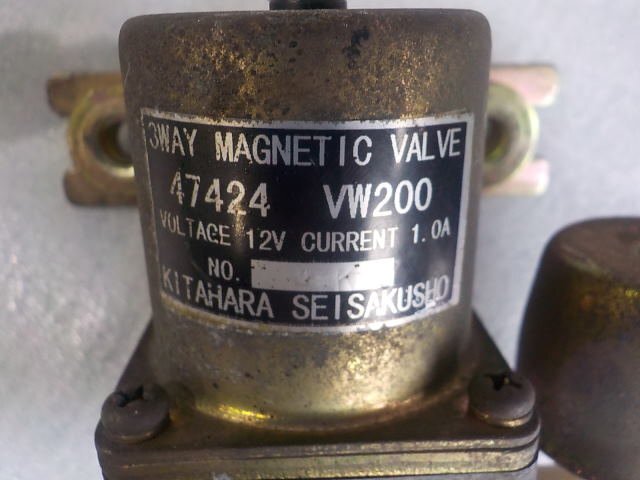 3WAY MAGNETIC VALVE
47424 VW200
VOLTAGE 12V CURRENT 1.0A
NO.
KITAHARA SEISAKUSHO